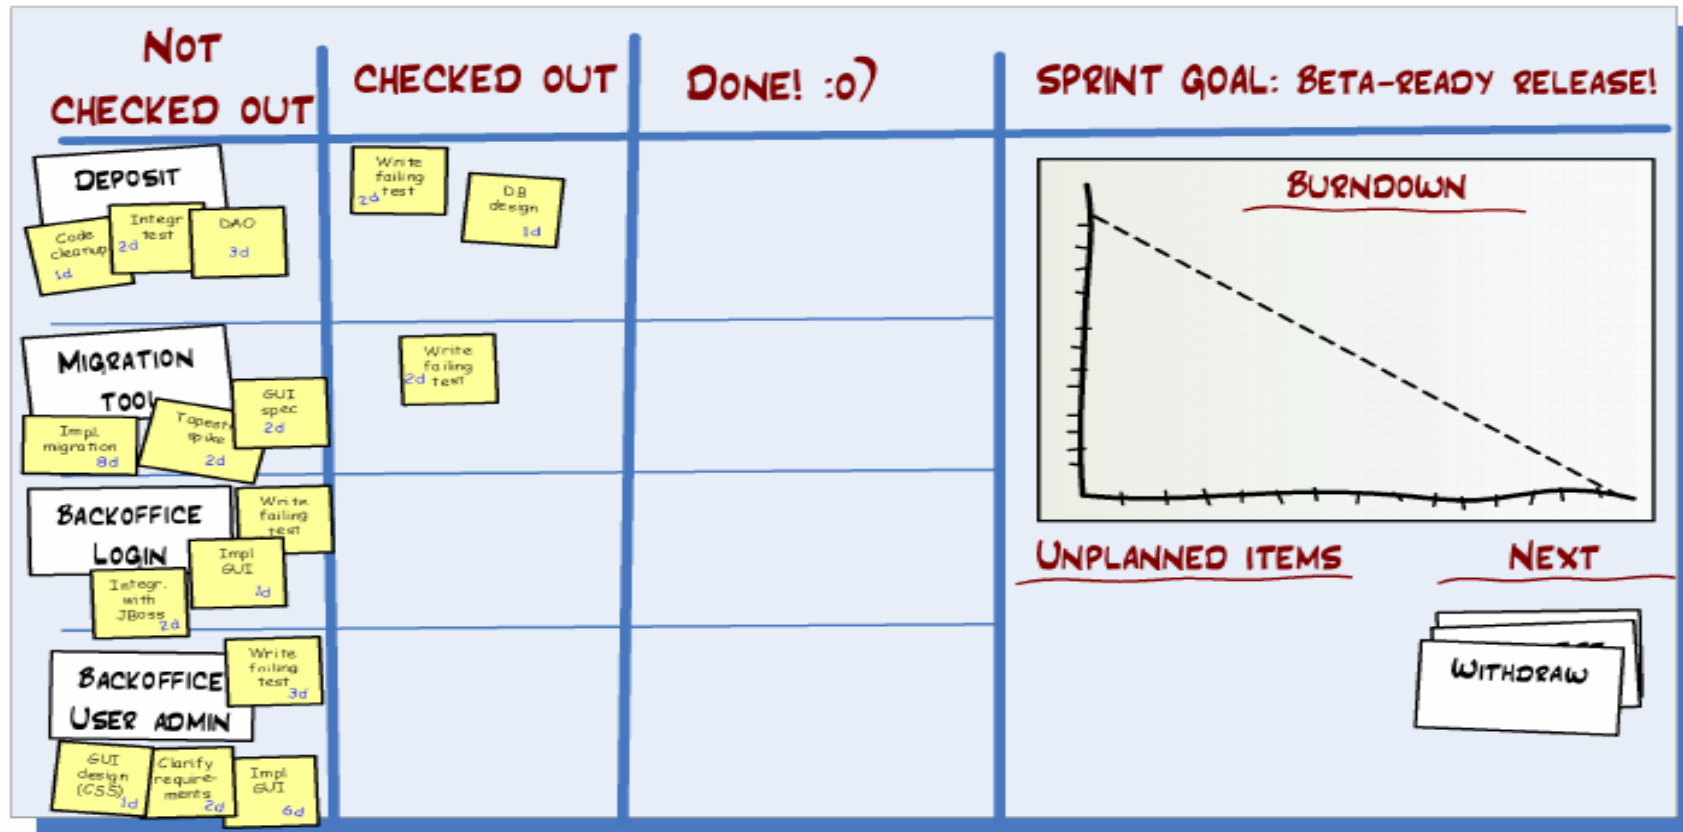 NOT
CHECKED OUT
CHECKED OUT
DONE! :o)
SPRINT GOAL: BETA-READY RELEASE!
DEPOSIT
Code
cleanup
1d
Integr
test
2d
DAO
3d
Write
failing
test
2d
DB
design
1d
MIGRATION
TOOL
Impl.
migration
8d
Tapest
spike
2d
GUI
spec
2d
Write
failing
test
2d
BACKOFFICE
LOGIN
Write
failing
test
Impl
GUI
Integr.
with
JBoss
2d
BACKOFFICE
USER ADMIN
Write
failing
test
3d
GUI
design
(CSS)
1d
Clarify
require-
ments
2d
Impl
GUI
6d
BURNDOWN
UNPLANNED ITEMS
NEXT
WITHDRAW